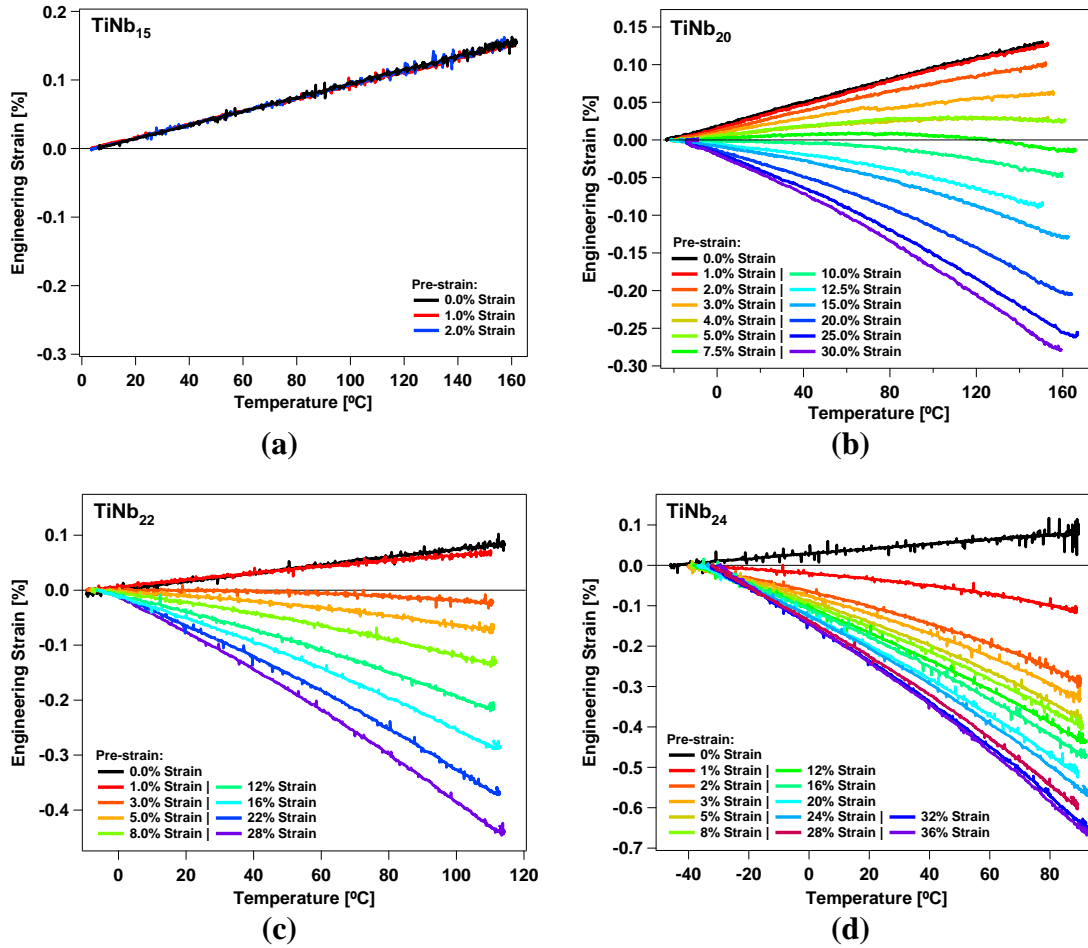 TiNb15
Engineering Strain [%]
0.2
0.1
0.0
-0.1
-0.2
-0.3
Pre-strain:
0.0% Strain
1.0% Strain
2.0% Strain
0 20 40 60 80 100 120 140 160
Temperature [ºC]
(a)
TiNb20
Engineering Strain [%]
0.15
0.10
0.05
0.00
-0.05
-0.10
-0.15
-0.20
-0.25
-0.30
Pre-strain:
0.0% Strain
1.0% Strain | 10.0% Strain
2.0% Strain | 12.5% Strain
3.0% Strain | 15.0% Strain
4.0% Strain | 20.0% Strain
5.0% Strain | 25.0% Strain
7.5% Strain | 30.0% Strain
0 40 80 120 160
Temperature [ºC]
(b)
TiNb22
Engineering Strain [%]
0.1
0.0
-0.1
-0.2
-0.3
-0.4
Pre-strain:
0.0% Strain
1.0% Strain | 12% Strain
3.0% Strain | 16% Strain
5.0% Strain | 22% Strain
8.0% Strain | 28% Strain
0 20 40 60 80 100 120
Temperature [ºC]
(c)
TiNb24
Engineering Strain [%]
0.1
0.0
-0.1
-0.2
-0.3
-0.4
-0.5
-0.6
-0.7
Pre-strain:
0% Strain
1% Strain | 12% Strain
2% Strain | 16% Strain
3% Strain | 20% Strain
5% Strain | 24% Strain | 32% Strain
8% Strain | 28% Strain | 36% Strain
-40 -20 0 20 40 60 80
Temperature [ºC]
(d)